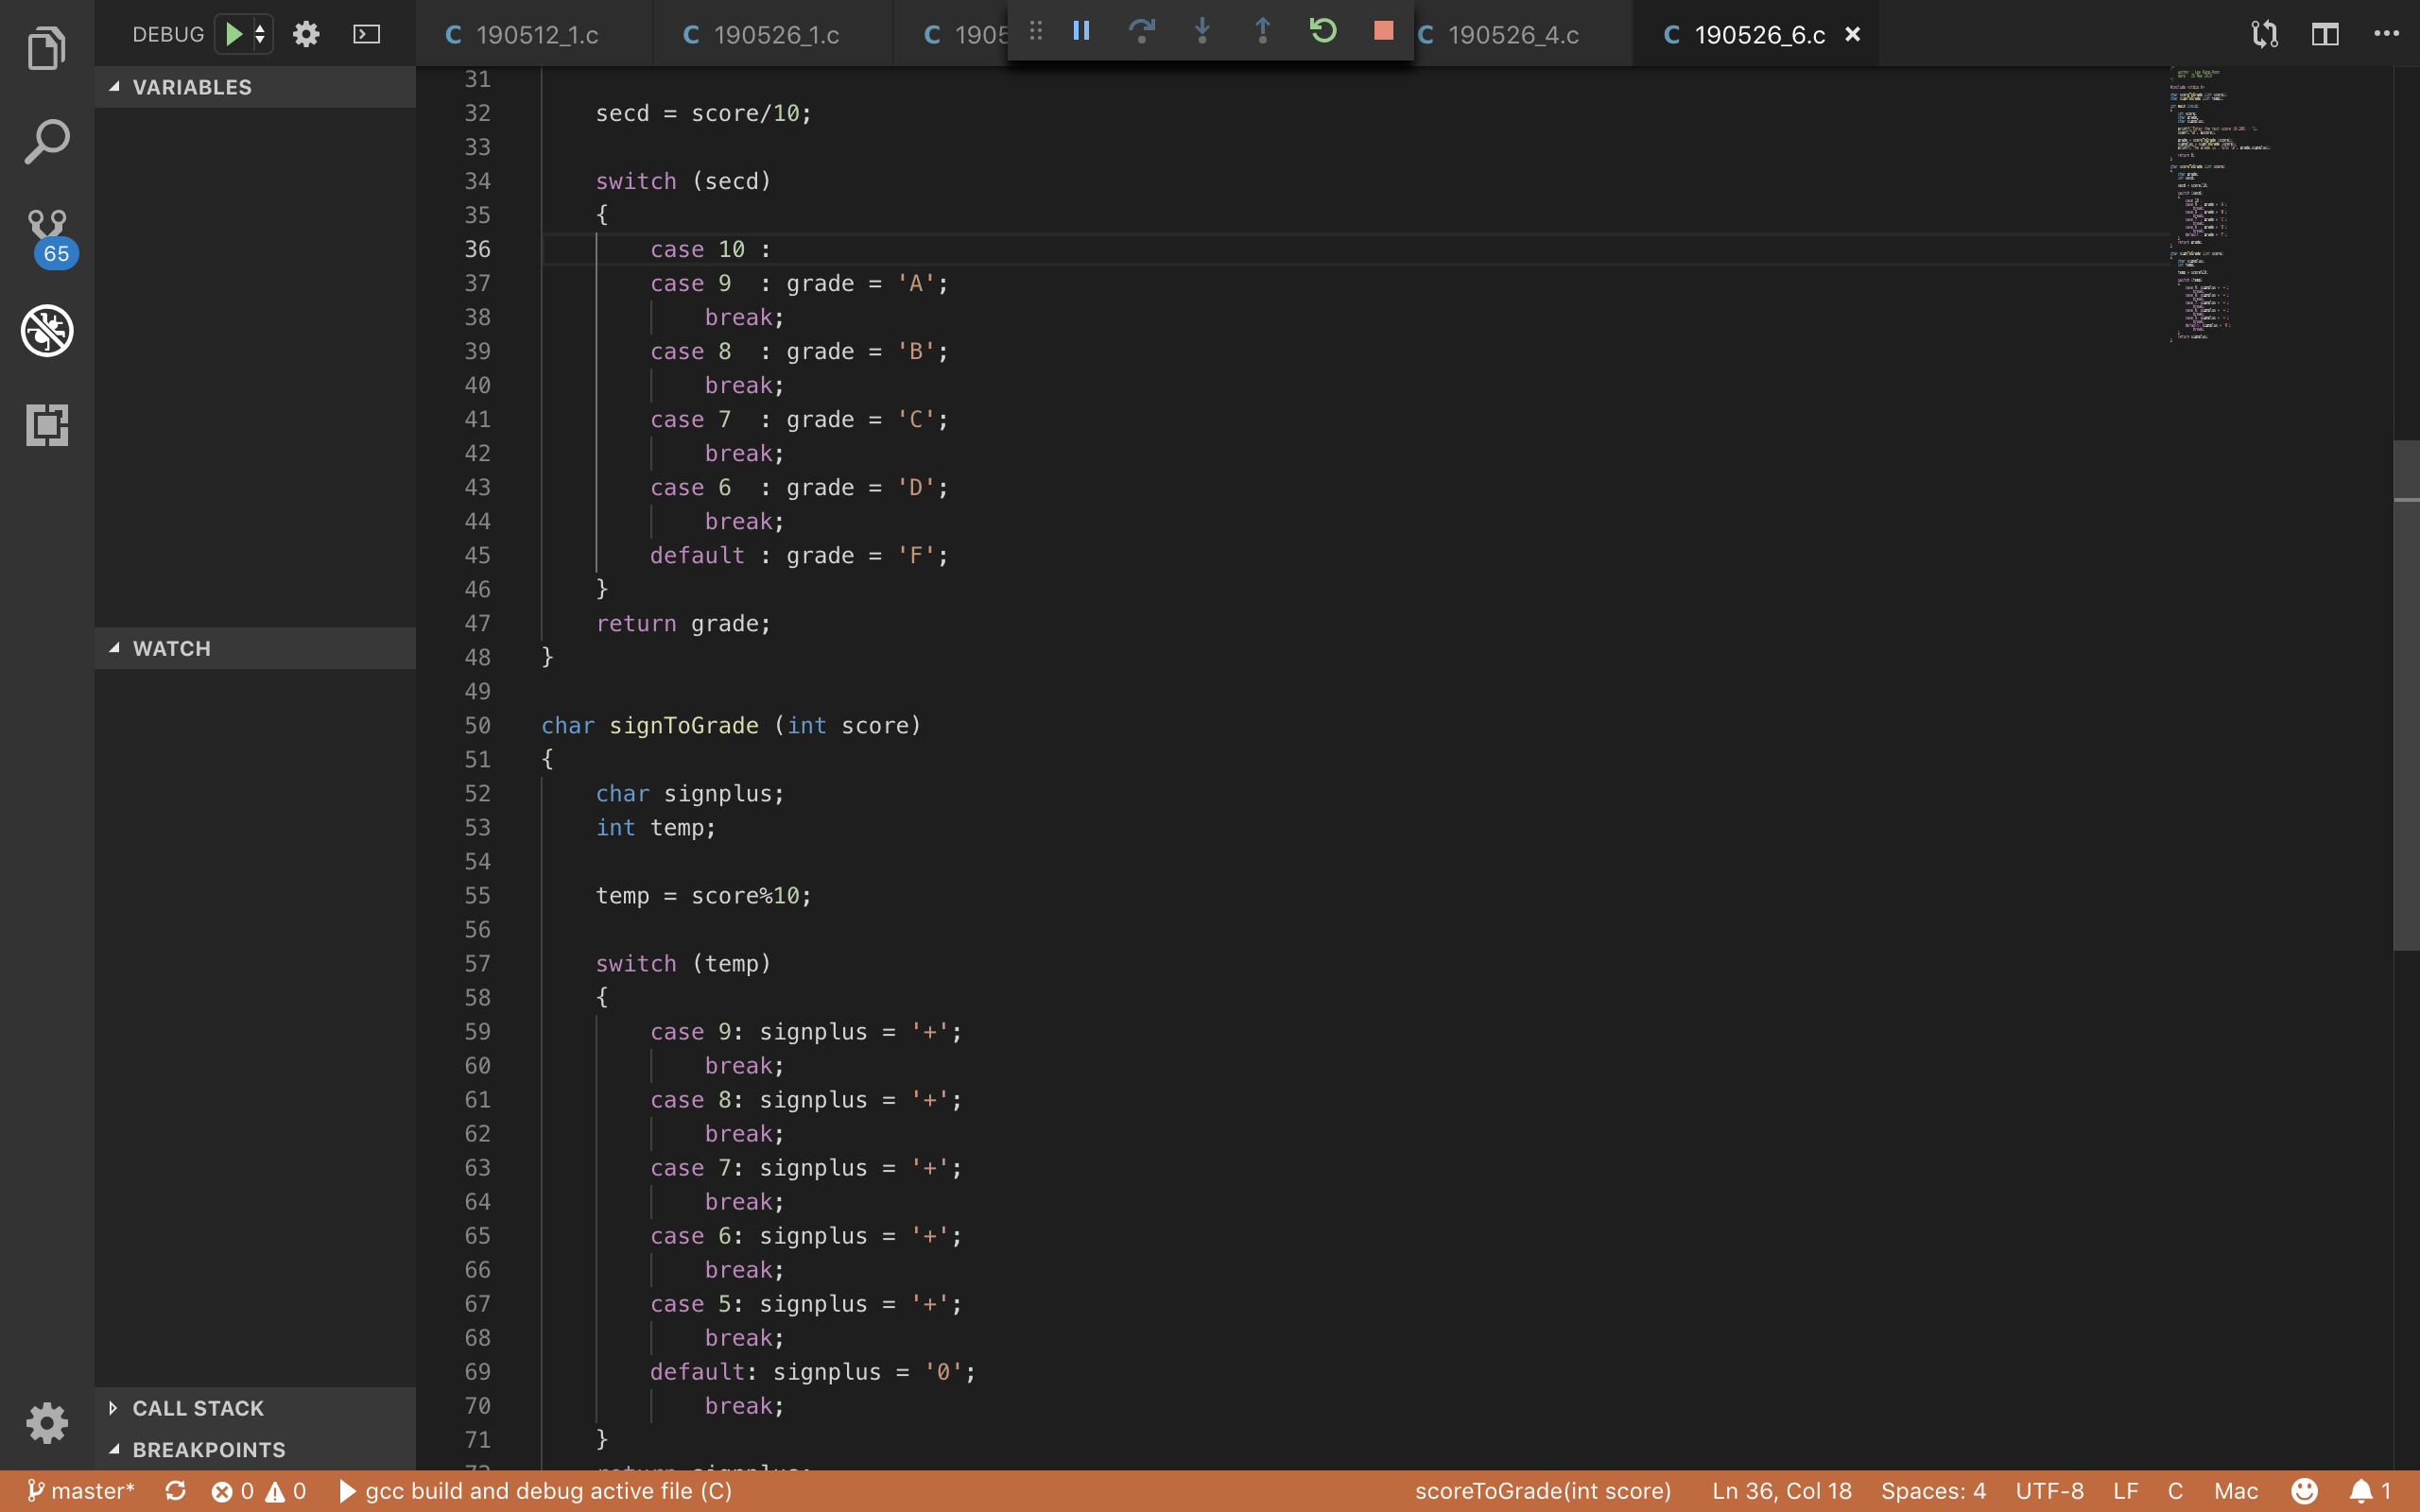 DEBUG
190512_1.c
190526_1.c
1905
190526_4.c
190526_6.c
VARIABLES
65
WATCH
CALL STACK
BREAKPOINTS
31
32 secd = score/10;
33
34 switch (secd)
35 {
36 case 10 :
37 case 9  : grade = 'A';
38 break;
39 case 8  : grade = 'B';
40 break;
41 case 7  : grade = 'C';
42 break;
43 case 6  : grade = 'D';
44 break;
45 default : grade = 'F';
46 }
47 return grade;
48 }
49
50 char signToGrade (int score)
51 {
52 char signplus;
53 int temp;
54
55 temp = score%10;
56
57 switch (temp)
58 {
59 case 9: signplus = '+';
60 break;
61 case 8: signplus = '+';
62 break;
63 case 7: signplus = '+';
64 break;
65 case 6: signplus = '+';
66 break;
67 case 5: signplus = '+';
68 break;
69 default: signplus = '0';
70 break;
71 }
master* 0 0 gcc build and debug active file (C) scoreToGrade(int score) Ln 36, Col 18 Spaces: 4 UTF-8 LF C Mac 1